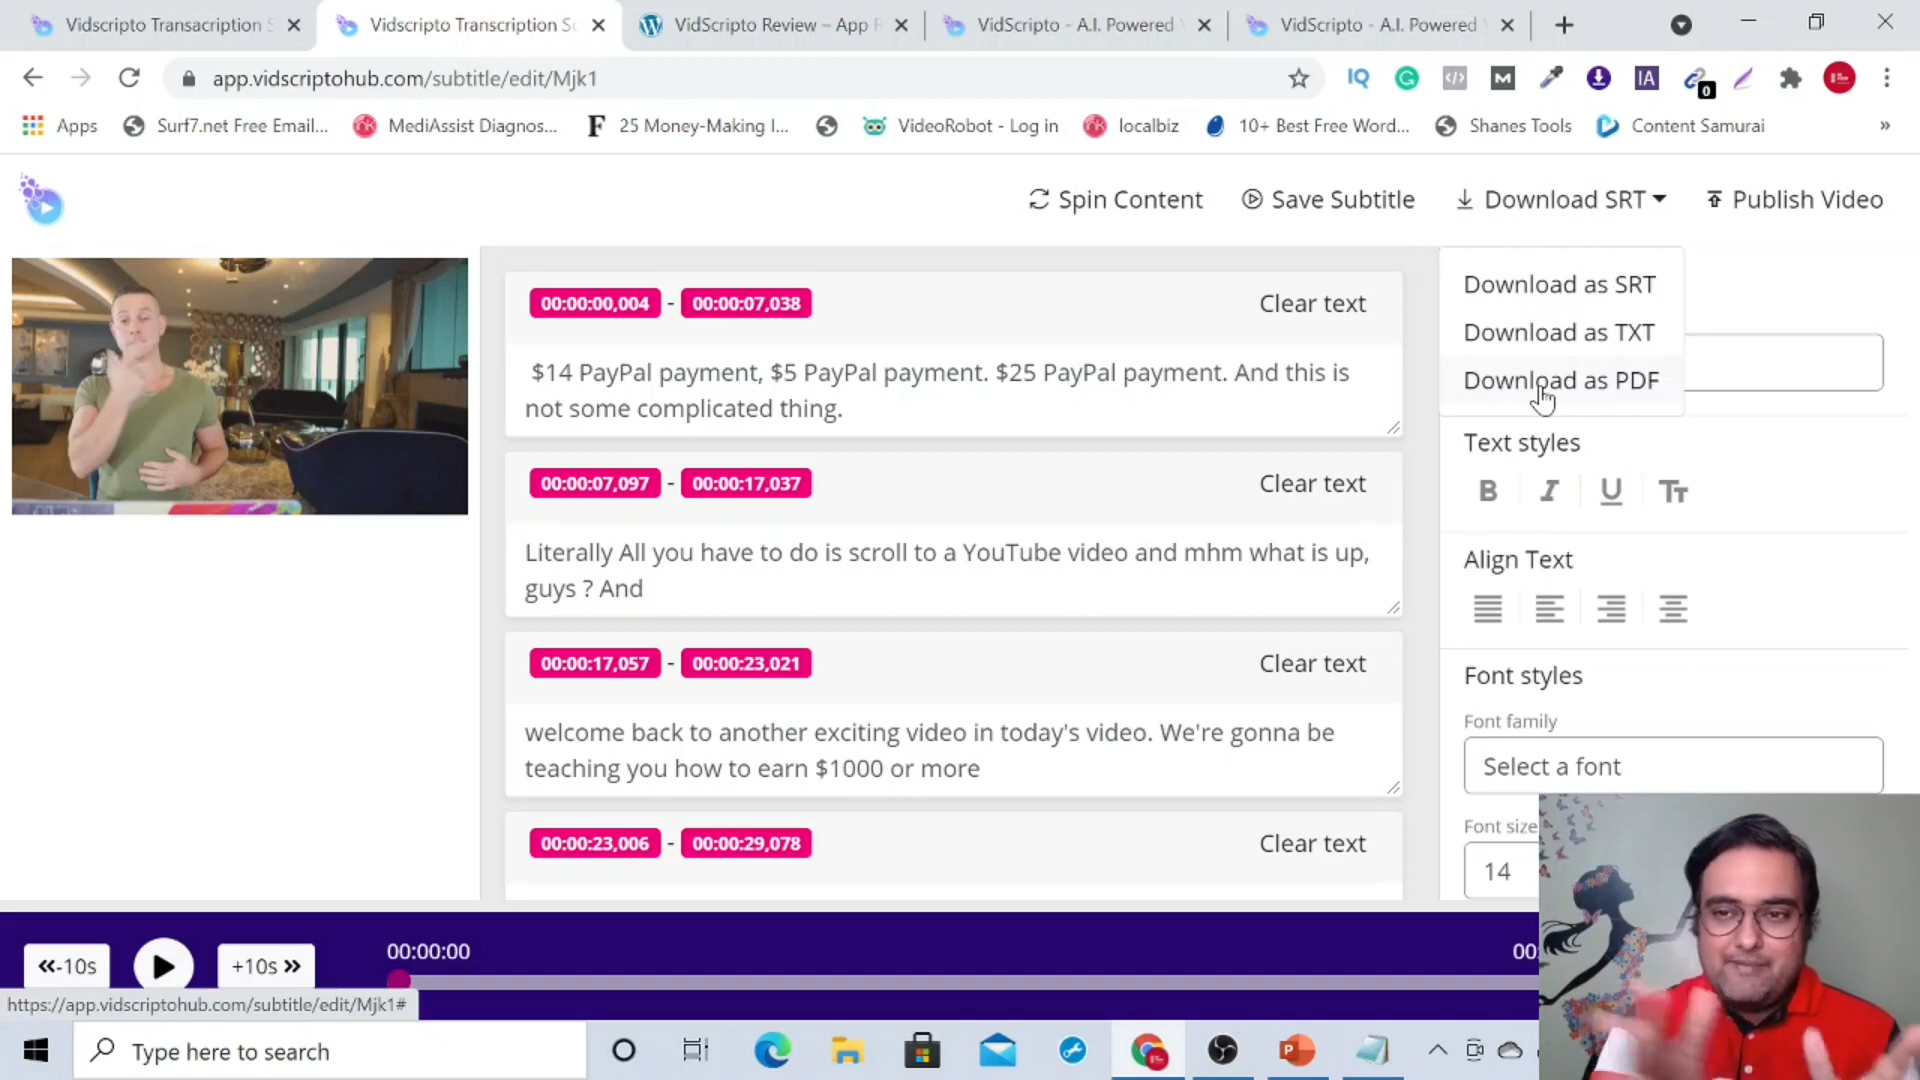 Vidscripto Transacription S
Vidscripto Transcription So
VidScripto Review – App R
VidScripto - A.I. Powered V
VidScripto - A.I. Powered V
app.vidscriptohub.com/subtitle/edit/Mjk1
IQ
M
IA
0
Apps
Surf7.net Free Email...
MediAssist Diagnos...
25 Money-Making I...
VideoRobot - Log in
localbiz
10+ Best Free Word...
Shanes Tools
Content Samurai
»
Spin Content
Save Subtitle
Download SRT
Publish Video
Download as SRT
Download as TXT
Download as PDF
00:00:00,004 - 00:00:07,038
Clear text
$14 PayPal payment, $5 PayPal payment. $25 PayPal payment. And this is
not some complicated thing.
00:00:07,097 - 00:00:17,037
Clear text
Literally All you have to do is scroll to a YouTube video and mhm what is up,
guys ? And
00:00:17,057 - 00:00:23,021
Clear text
welcome back to another exciting video in today's video. We're gonna be
teaching you how to earn $1000 or more
00:00:23,006 - 00:00:29,078
Clear text
Text styles
B I U Tт
Align Text
Font styles
Font family
Select a font
Font size
14
«-10s
+10s »
00:00:00
00:
https://app.vidscriptohub.com/subtitle/edit/Mjk1#
Type here to search